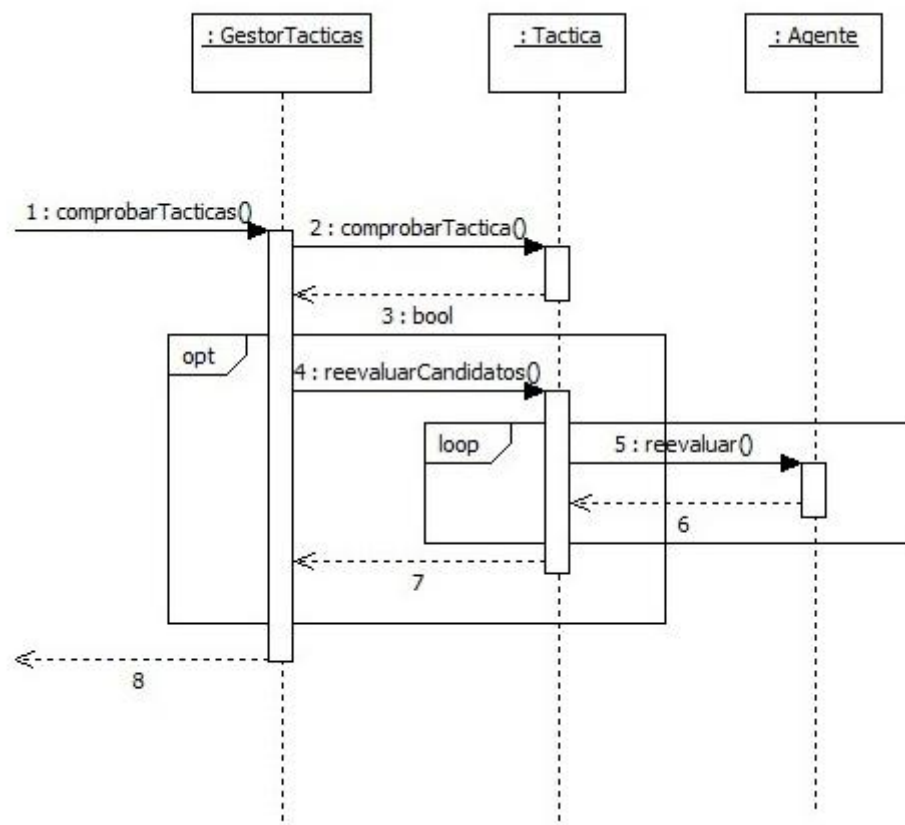 : GestorTacticas
: Tactica
: Agente
1 : comprobarTacticas()
2 : comprobarTactica()
3 : bool
opt
4 : reevaluarCandidatos()
loop
5 : reevaluar()
6
7
8